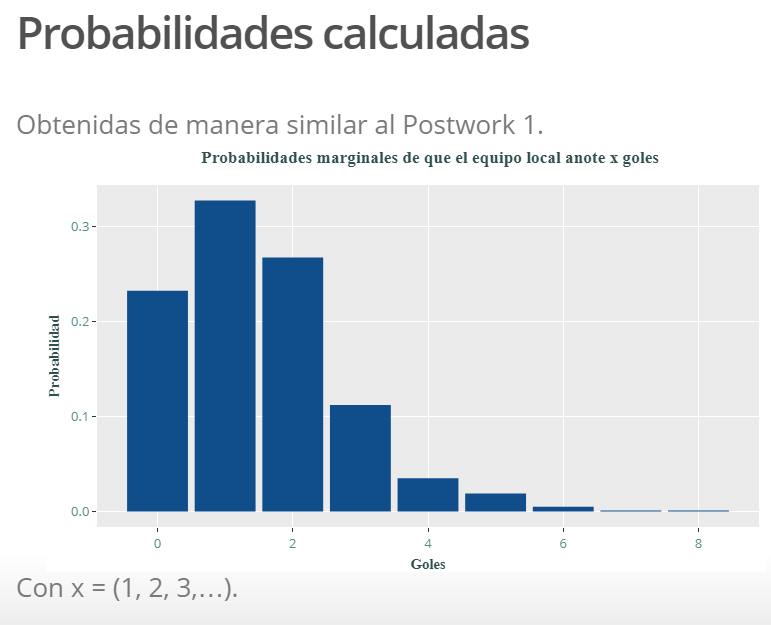 Probabilidades calculadas
Obtenidas de manera similar al Postwork 1.
Probabilidades marginales de que el equipo local anote x goles
Probabilidad
0.3
0.2
0.1
0.0
0 2 4 6 8
Goles
Con x = (1, 2, 3,…).